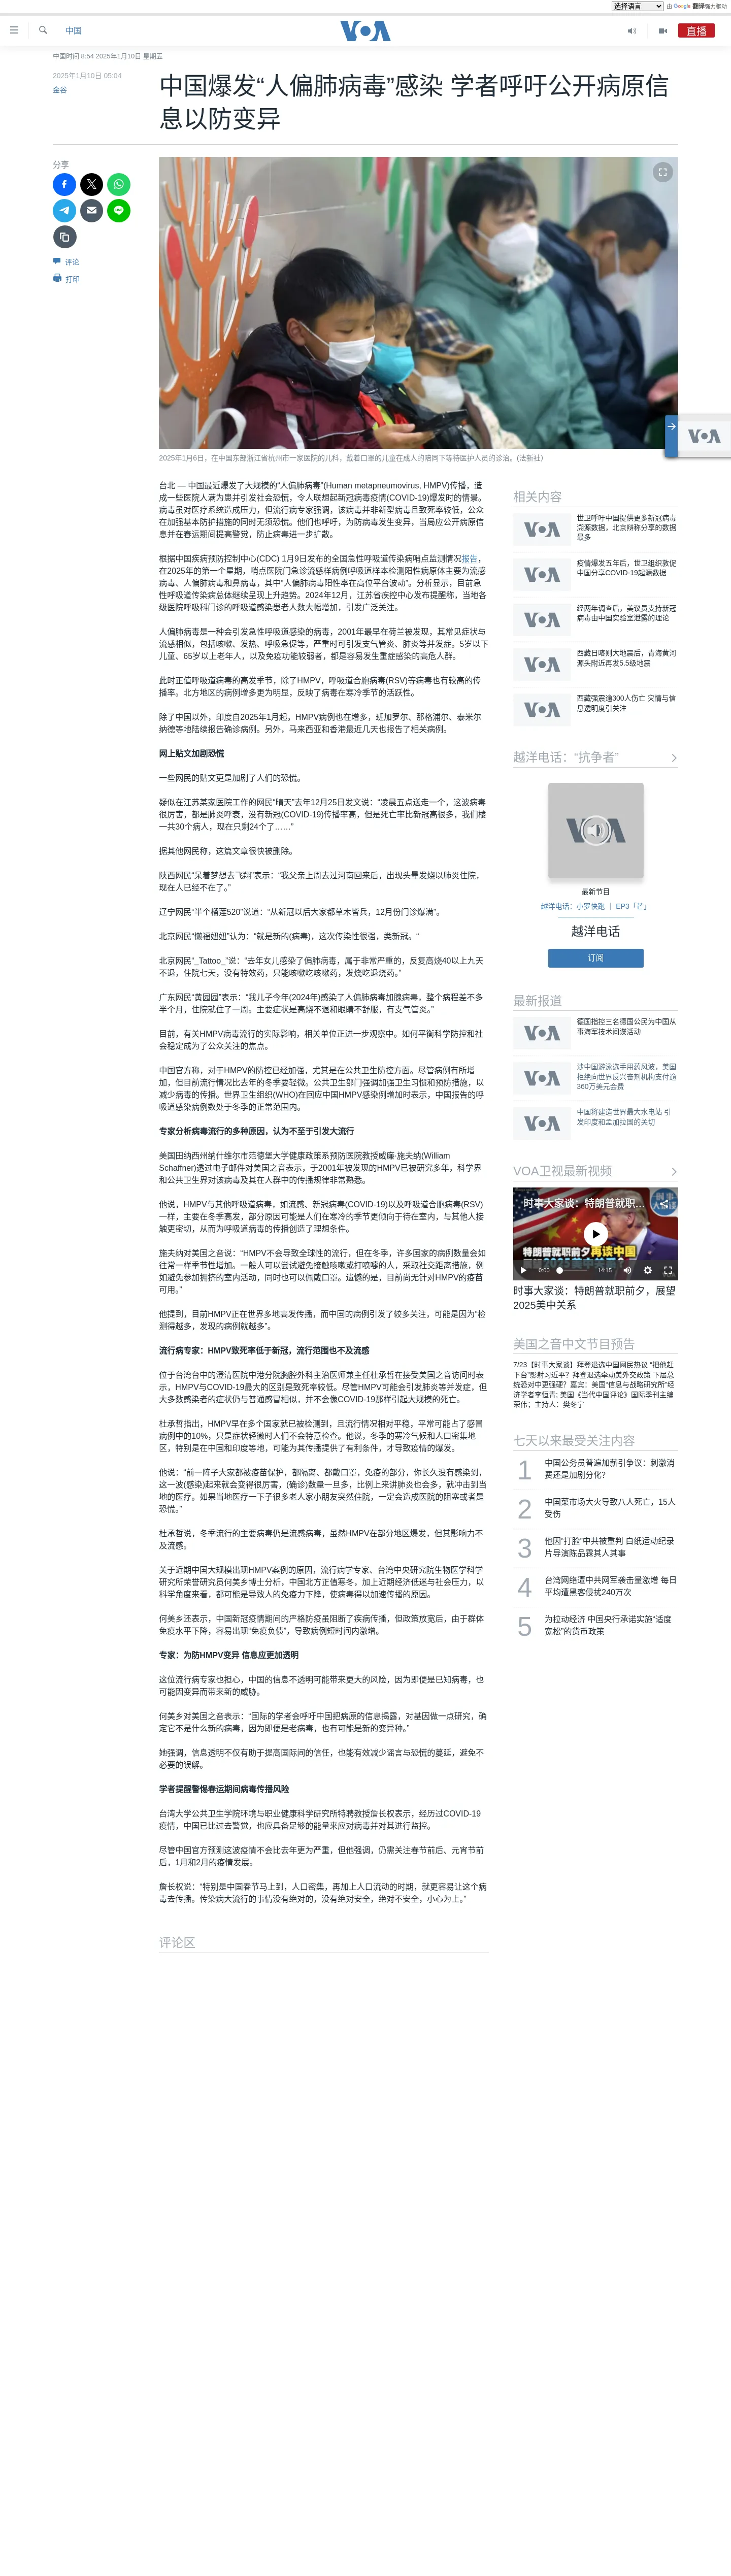 选择语言 由 Google 翻译强力驱动
中国
VOA
直播
中国时间 8:54 2025年1月10日 星期五
2025年1月10日 05:04
金谷
中国爆发“人偏肺病毒”感染 学者呼吁公开病原信
息以防变异
分享
评论
打印
2025年1月6日，在中国东部浙江省杭州市一家医院的儿科，戴着口罩的儿童在成人的陪同下等待医护人员的诊治。（法新社）
台北 — 中国最近爆发了大规模的“人偏肺病毒”(Human metapneumovirus, HMPV)传播，造
成一些医院人满为患并引发社会恐慌，令人联想起新冠病毒疫情(COVID-19)爆发时的情景。
病毒虽对医疗系统造成压力，但流行病专家强调，该病毒并非新型病毒且致死率较低，公众
在加强基本防护措施的同时无须恐慌。他们也呼吁，为防病毒发生变异，当局应公开病原信
息并在春运期间提高警觉，防止病毒进一步扩散。
根据中国疾病预防控制中心(CDC) 1月9日发布的全国急性呼吸道传染病哨点监测情况报告，
在2025年的第一个星期，哨点医院门急诊流感样病例呼吸道样本检测阳性病原体主要为流感
病毒、人偏肺病毒和鼻病毒，其中“人偏肺病毒阳性率在高位平台波动”。分析显示，目前急
性呼吸道传染病总体继续呈现上升趋势。2024年12月，江苏省疾控中心发布提醒称，当地各
级医院呼吸科门诊的呼吸道感染患者人数大幅增加，引发广泛关注。
人偏肺病毒是一种会引发急性呼吸道感染的病毒，2001年最早在荷兰被发现，其常见症状与
流感相似，包括咳嗽、发热、呼吸急促等，严重时可引发支气管炎、肺炎等并发症。5岁以下
儿童、65岁以上老年人，以及免疫功能较弱者，都是容易发生重症感染的高危人群。
此时正值呼吸道病毒的高发季节，除了HMPV，呼吸道合胞病毒(RSV)等病毒也有较高的传
播率。北方地区的病例增多更为明显，反映了病毒在寒冷季节的活跃性。
除了中国以外，印度自2025年1月起，HMPV病例也在增多，班加罗尔、那格浦尔、泰米尔
纳德等地陆续报告确诊病例。另外，马来西亚和香港最近几天也报告了相关病例。
网上贴文加剧恐慌
一些网民的贴文更是加剧了人们的恐慌。
疑似在江苏某家医院工作的网民“晴天”去年12月25日发文说：“凌晨五点送走一个，这波病毒
很厉害，都是肺炎呼衰，没有新冠(COVID-19)传播率高，但是死亡率比新冠高很多，我们楼
一共30个病人，现在只剩24个了……”
据其他网民称，这篇文章很快被删除。
陕西网民“呆着梦想去飞翔”表示：“我父亲上周去过河南回来后，出现头晕发烧以肺炎住院，
现在人已经不在了。”
辽宁网民“半个榴莲520”说道：“从新冠以后大家都草木皆兵，12月份门诊爆满”。
北京网民“懒福妞妞”认为：“就是新的(病毒)，这次传染性很强，类新冠。“
北京网民“_Tattoo_”说：“去年女儿感染了偏肺病毒，属于非常严重的，反复高烧40以上九天
不退，住院七天，没有特效药，只能咳嗽吃咳嗽药，发烧吃退烧药。”
广东网民“黄园园”表示：“我儿子今年(2024年)感染了人偏肺病毒加腺病毒，整个病程差不多
半个月，住院就住了一周。主要症状是高烧不退和眼睛不舒服，有支气管炎。”
目前，有关HMPV病毒流行的实际影响，相关单位正进一步观察中。如何平衡科学防控和社
会稳定成为了公众关注的焦点。
中国官方称，对于HMPV的防控已经加强，尤其是在公共卫生防控方面。尽管病例有所增
加，但目前流行情况比去年的冬季要轻微。公共卫生部门强调加强卫生习惯和预防措施，以
减少病毒的传播。世界卫生组织(WHO)在回应中国HMPV感染例增加时表示，中国报告的呼
吸道感染病例数处于冬季的正常范围内。
专家分析病毒流行的多种原因，认为不至于引发大流行
美国田纳西州纳什维尔市范德堡大学健康政策系预防医院教授威廉·施夫纳(William
Schaffner)透过电子邮件对美国之音表示，于2001年被发现的HMPV已被研究多年，科学界
和公共卫生界对该病毒及其在人群中的传播规律非常熟悉。
他说，HMPV与其他呼吸道病毒，如流感、新冠病毒(COVID-19)以及呼吸道合胞病毒(RSV)
一样，主要在冬季高发，部分原因可能是人们在寒冷的季节更倾向于待在室内，与其他人接
触更密切，从而为呼吸道病毒的传播创造了理想条件。
施夫纳对美国之音说：“HMPV不会导致全球性的流行，但在冬季，许多国家的病例数量会如
往常一样季节性增加。一般人可以尝试避免接触咳嗽或打喷嚏的人，采取社交距离措施，例
如避免参加拥挤的室内活动，同时也可以佩戴口罩。遗憾的是，目前尚无针对HMPV的疫苗
可用。”
他提到，目前HMPV正在世界多地高发传播，而中国的病例引发了较多关注，可能是因为“检
测得越多，发现的病例就越多”。
流行病专家：HMPV致死率低于新冠，流行范围也不及流感
位于台湾台中的澄清医院中港分院胸腔外科主治医师兼主任杜承哲在接受美国之音访问时表
示，HMPV与COVID-19最大的区别是致死率较低。尽管HMPV可能会引发肺炎等并发症，但
大多数感染者的症状仍与普通感冒相似，并不会像COVID-19那样引起大规模的死亡。
杜承哲指出，HMPV早在多个国家就已被检测到，且流行情况相对平稳，平常可能占了感冒
病例中的10%，只是症状轻微时人们不会特意检查。他说，冬季的寒冷气候和人口密集地
区，特别是在中国和印度等地，可能为其传播提供了有利条件，才导致疫情的爆发。
他说：“前一阵子大家都被疫苗保护，都隔离、都戴口罩，免疫的部分，你长久没有感染到，
这一波(感染)起来就会变得很厉害，(确诊)数量一旦多，比例上来讲肺炎也会多，就冲击到当
地的医疗。如果当地医疗一下子很多老人家小朋友突然住院，一定会造成医院的阻塞或者是
恐慌。”
杜承哲说，冬季流行的主要病毒仍是流感病毒，虽然HMPV在部分地区爆发，但其影响力不
及流感。
关于近期中国大规模出现HMPV案例的原因，流行病学专家、台湾中央研究院生物医学科学
研究所荣誉研究员何美乡博士分析，中国北方正值寒冬，加上近期经济低迷与社会压力，以
科学角度来看，都可能是导致人的免疫力下降，使病毒得以加速传播的原因。
何美乡还表示，中国新冠疫情期间的严格防疫虽阻断了疾病传播，但政策放宽后，由于群体
免疫水平下降，容易出现“免疫负债”，导致病例短时间内激增。
专家：为防HMPV变异 信息应更加透明
这位流行病专家也担心，中国的信息不透明可能带来更大的风险，因为即便是已知病毒，也
可能因变异而带来新的威胁。
何美乡对美国之音表示：“国际的学者会呼吁中国把病原的信息揭露，对基因做一点研究，确
定它不是什么新的病毒，因为即便是老病毒，也有可能是新的变异种。”
她强调，信息透明不仅有助于提高国际间的信任，也能有效减少谣言与恐慌的蔓延，避免不
必要的误解。
学者提醒警惕春运期间病毒传播风险
台湾大学公共卫生学院环境与职业健康科学研究所特聘教授詹长权表示，经历过COVID-19
疫情，中国已比过去警觉，也应具备足够的能量来应对病毒并对其进行监控。
尽管中国官方预测这波疫情不会比去年更为严重，但他强调，仍需关注春节前后、元宵节前
后，1月和2月的疫情发展。
詹长权说：“特别是中国春节马上到，人口密集，再加上人口流动的时期，就更容易让这个病
毒去传播。传染病大流行的事情没有绝对的，没有绝对安全，绝对不安全，小心为上。”
评论区
VOA
相关内容
VOA
世卫呼吁中国提供更多新冠病毒
溯源数据，北京辩称分享的数据
最多
VOA
疫情爆发五年后，世卫组织敦促
中国分享COVID-19起源数据
VOA
经两年调查后，美议员支持新冠
病毒由中国实验室泄露的理论
VOA
西藏日喀则大地震后，青海黄河
源头附近再发5.5级地震
VOA
西藏强震逾300人伤亡 灾情与信
息透明度引关注
越洋电话：“抗争者”
VOA
最新节目
越洋电话：小罗快跑 ︱ EP3「芒」
越洋电话
订阅
最新报道
VOA
德国指控三名德国公民为中国从
事海军技术间谍活动
VOA
涉中国游泳选手用药风波，美国
拒绝向世界反兴奋剂机构支付逾
360万美元会费
VOA
中国将建造世界最大水电站 引
发印度和孟加拉国的关切
VOA卫视最新视频
时事大家谈：特朗普就职...
特朗普就职前夕再谈中国
0:00 14:15
时事大家谈：特朗普就职前夕，展望
2025美中关系
美国之音中文节目预告
7/23【时事大家谈】拜登退选中国网民热议 “把他赶
下台”影射习近平？拜登退选牵动美外交政策 下届总
统恐对中更强硬？嘉宾：美国“信息与战略研究所”经
济学者李恒青; 美国《当代中国评论》国际季刊主编
荣伟；主持人：樊冬宁
七天以来最受关注内容
1 中国公务员普遍加薪引争议：刺激消
费还是加剧分化？
2 中国菜市场大火导致八人死亡，15人
受伤
3 他因“打脸”中共被重判 白纸运动纪录
片导演陈品霖其人其事
4 台湾网络遭中共网军袭击量激增 每日
平均遭黑客侵扰240万次
5 为拉动经济 中国央行承诺实施“适度
宽松”的货币政策